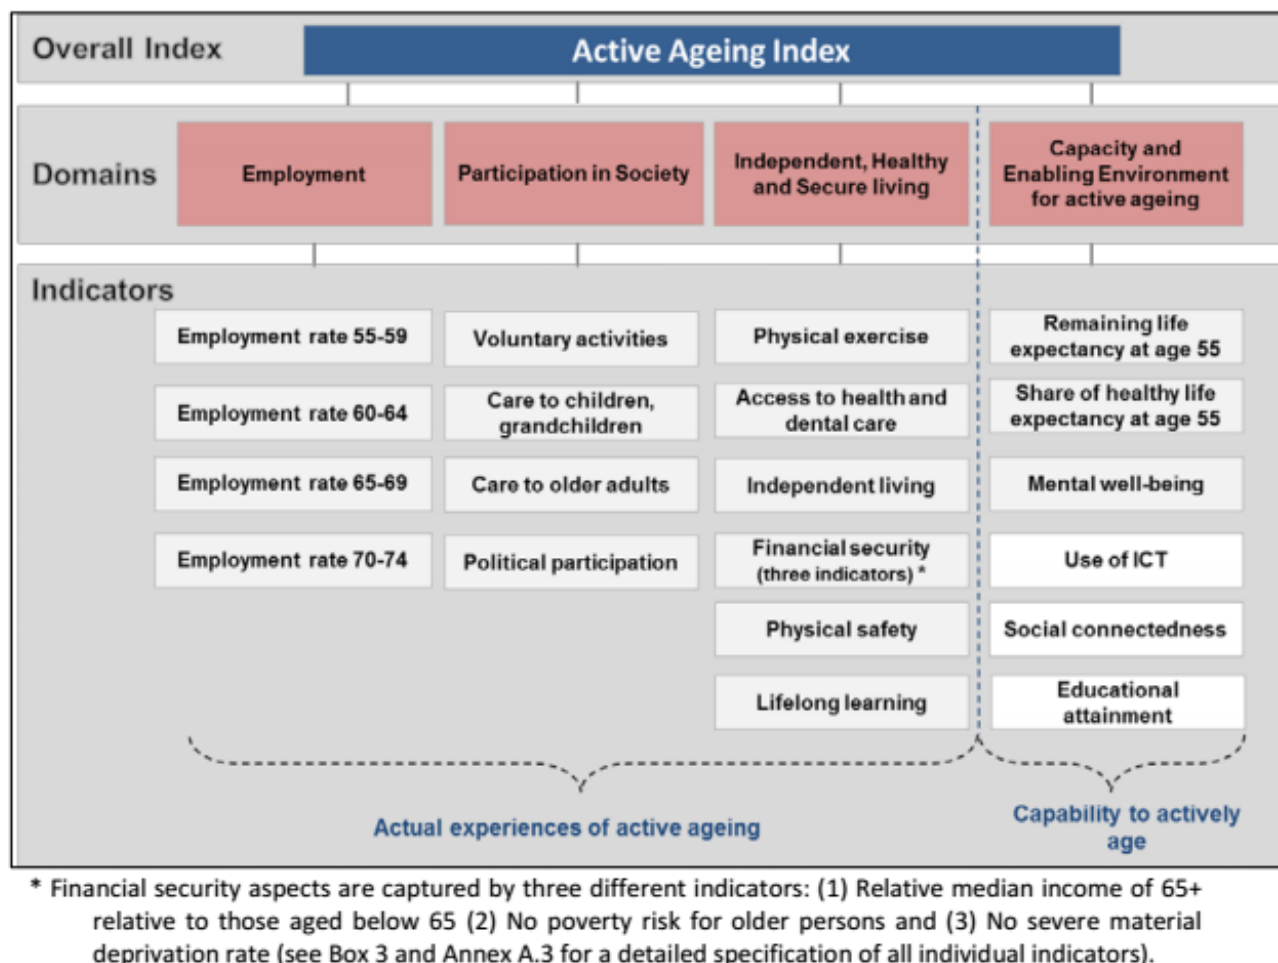 Overall Index
Active Ageing Index
Domains
Employment
Participation in Society
Independent, Healthy
and Secure living
Capacity and
Enabling Environment
for active ageing
Indicators
Employment rate 55-59
Employment rate 60-64
Employment rate 65-69
Employment rate 70-74
Voluntary activities
Care to children,
grandchildren
Care to older adults
Political participation
Physical exercise
Access to health and
dental care
Independent living
Financial security
(three indicators) *
Physical safety
Lifelong learning
Remaining life
expectancy at age 55
Share of healthy life
expectancy at age 55
Mental well-being
Use of ICT
Social connectedness
Educational
attainment
Actual experiences of active ageing
Capability to actively
age
* Financial security aspects are captured by three different indicators: (1) Relative median income of 65+
relative to those aged below 65 (2) No poverty risk for older persons and (3) No severe material
deprivation rate (see Box 3 and Annex A.3 for a detailed specification of all individual indicators).